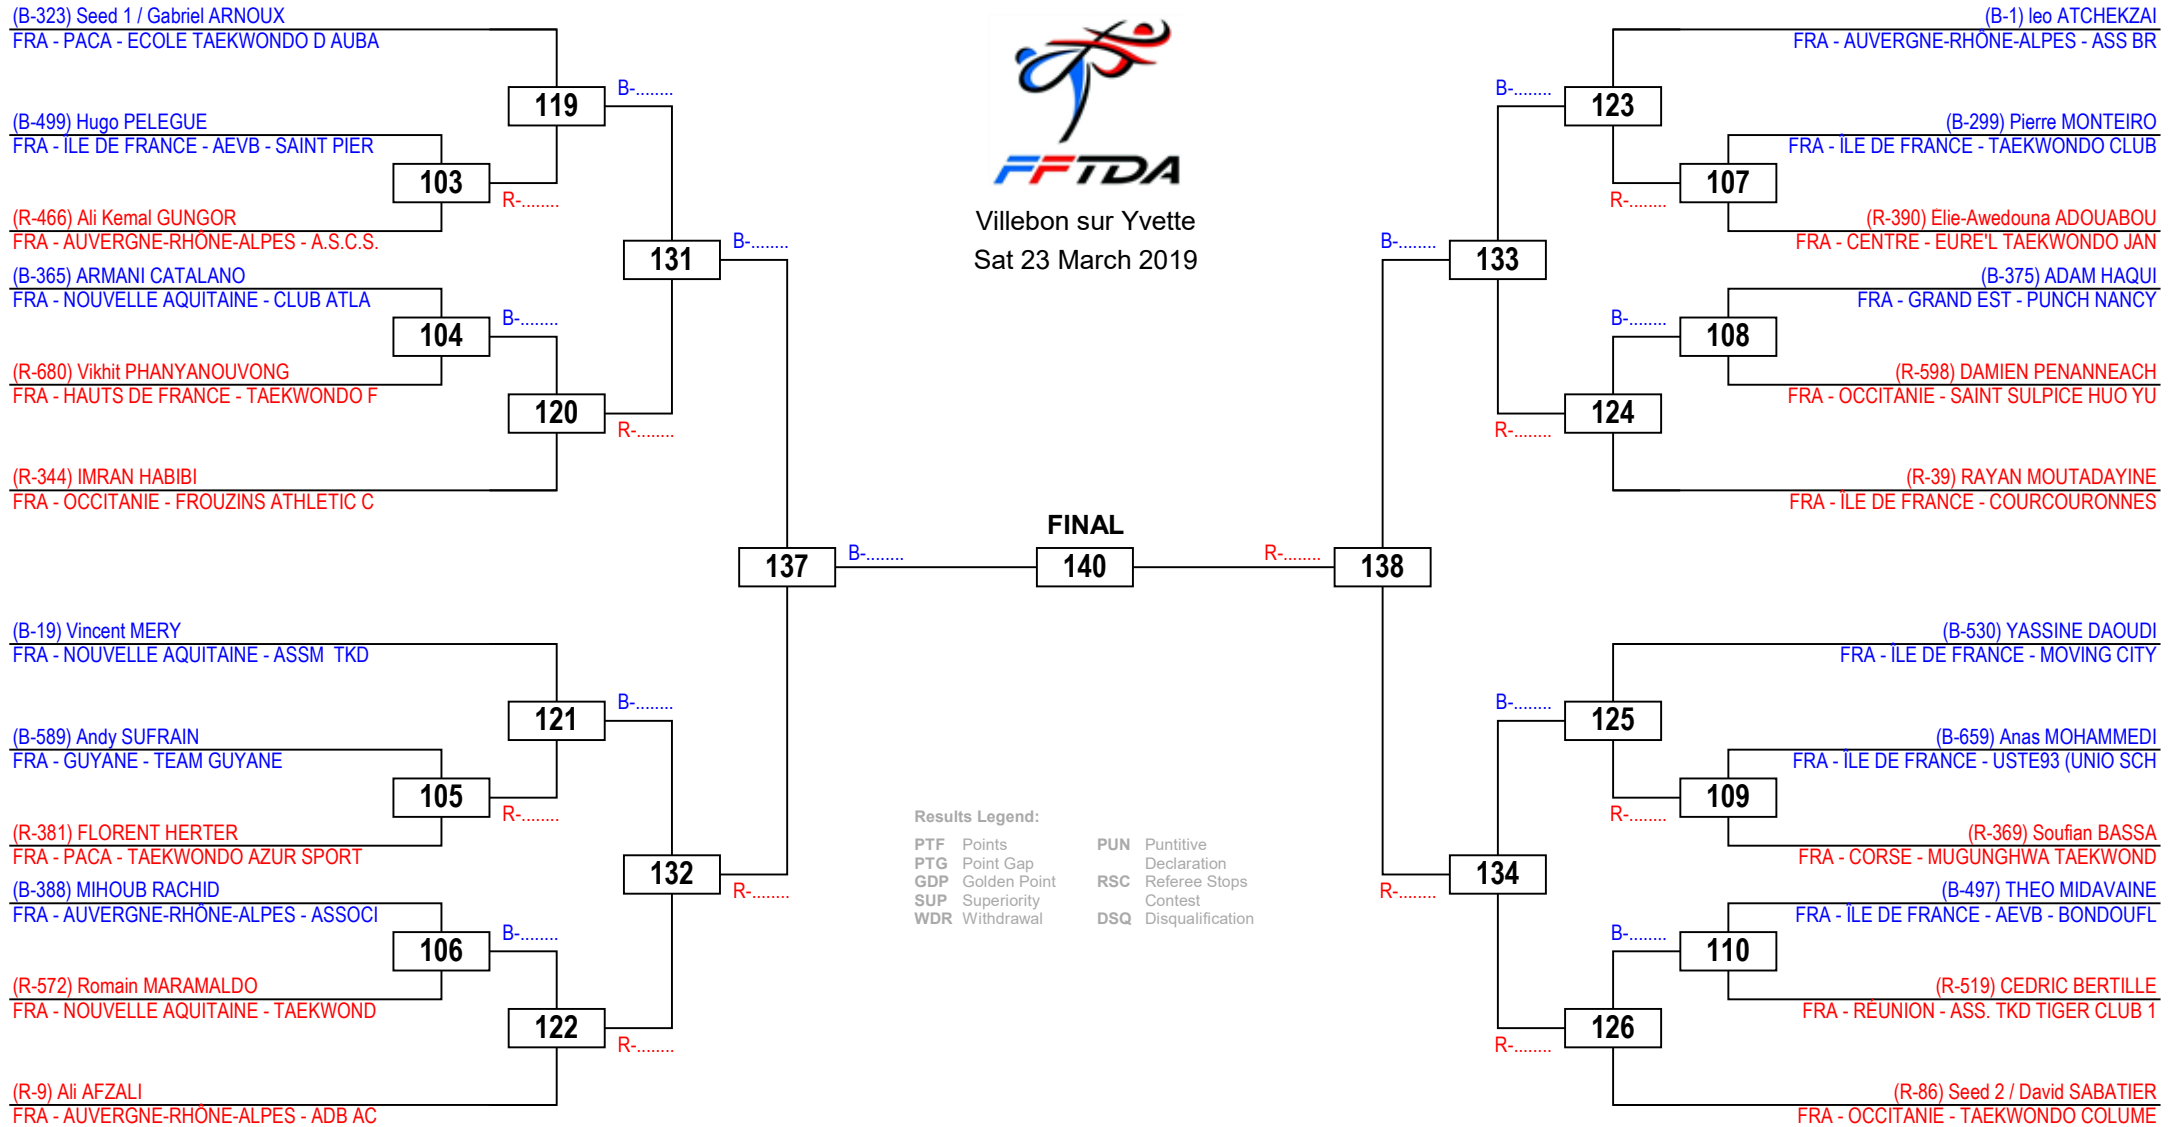 (B-323) Seed 1 / Gabriel ARNOUX
FRA - PACA - ECOLE TAEKWONDO D AUBA
119
B-........
(B-499) Hugo PELEGUE
FRA - ÎLE DE FRANCE - AEVB - SAINT PIER
103
R-........
(R-466) Ali Kemal GUNGOR
FRA - AUVERGNE-RHÔNE-ALPES - A.S.C.S.
131
B-........
(B-365) ARMANI CATALANO
FRA - NOUVELLE AQUITAINE - CLUB ATLA
104
B-........
(R-680) Vikhit PHANYANOUVONG
FRA - HAUTS DE FRANCE - TAEKWONDO F
120
R-........
(R-344) IMRAN HABIBI
FRA - OCCITANIE - FROUZINS ATHLETIC C
137
B-........
(B-19) Vincent MERY
FRA - NOUVELLE AQUITAINE - ASSM  TKD
121
B-........
(B-589) Andy SUFRAIN
FRA - GUYANE - TEAM GUYANE
105
R-........
(R-381) FLORENT HERTER
FRA - PACA - TAEKWONDO AZUR SPORT
132
R-........
(B-388) MIHOUB RACHID
FRA - AUVERGNE-RHÔNE-ALPES - ASSOCI
106
B-........
(R-572) Romain MARAMALDO
FRA - NOUVELLE AQUITAINE - TAEKWOND
122
R-........
(R-9) Ali AFZALI
FRA - AUVERGNE-RHÔNE-ALPES - ADB AC
FFTDA
Villebon sur Yvette
Sat 23 March 2019
FINAL
140
Results Legend:
PTF Points
PTG Point Gap
GDP Golden Point
SUP Superiority
WDR Withdrawal
PUN Puntitive
Declaration
RSC Referee Stops
Contest
DSQ Disqualification
(B-1) leo ATCHEKZAI
FRA - AUVERGNE-RHÔNE-ALPES - ASS BR
B-........
123
(B-299) Pierre MONTEIRO
FRA - ÎLE DE FRANCE - TAEKWONDO CLUB
107
R-........
(R-390) Élie-Awedouna ADOUABOU
FRA - CENTRE - EURE'L TAEKWONDO JAN
B-........
133
(B-375) ADAM HAQUI
FRA - GRAND EST - PUNCH NANCY
B-........
108
(R-598) DAMIEN PENANNEACH
FRA - OCCITANIE - SAINT SULPICE HUO YU
124
R-........
(R-39) RAYAN MOUTADAYINE
FRA - ÎLE DE FRANCE - COURCOURONNES
R-........
138
(B-530) YASSINE DAOUDI
FRA - ÎLE DE FRANCE - MOVING CITY
B-........
125
(B-659) Anas MOHAMMEDI
FRA - ÎLE DE FRANCE - USTE93 (UNIO SCH
109
R-........
(R-369) Soufian BASSA
FRA - CORSE - MUGUNGHWA TAEKWOND
134
R-........
(B-497) THEO MIDAVAINE
FRA - ÎLE DE FRANCE - AEVB - BONDOUFL
B-........
110
(R-519) CEDRIC BERTILLE
FRA - RÉUNION - ASS. TKD TIGER CLUB 1
126
R-........
(R-86) Seed 2 / David SABATIER
FRA - OCCITANIE - TAEKWONDO COLUME